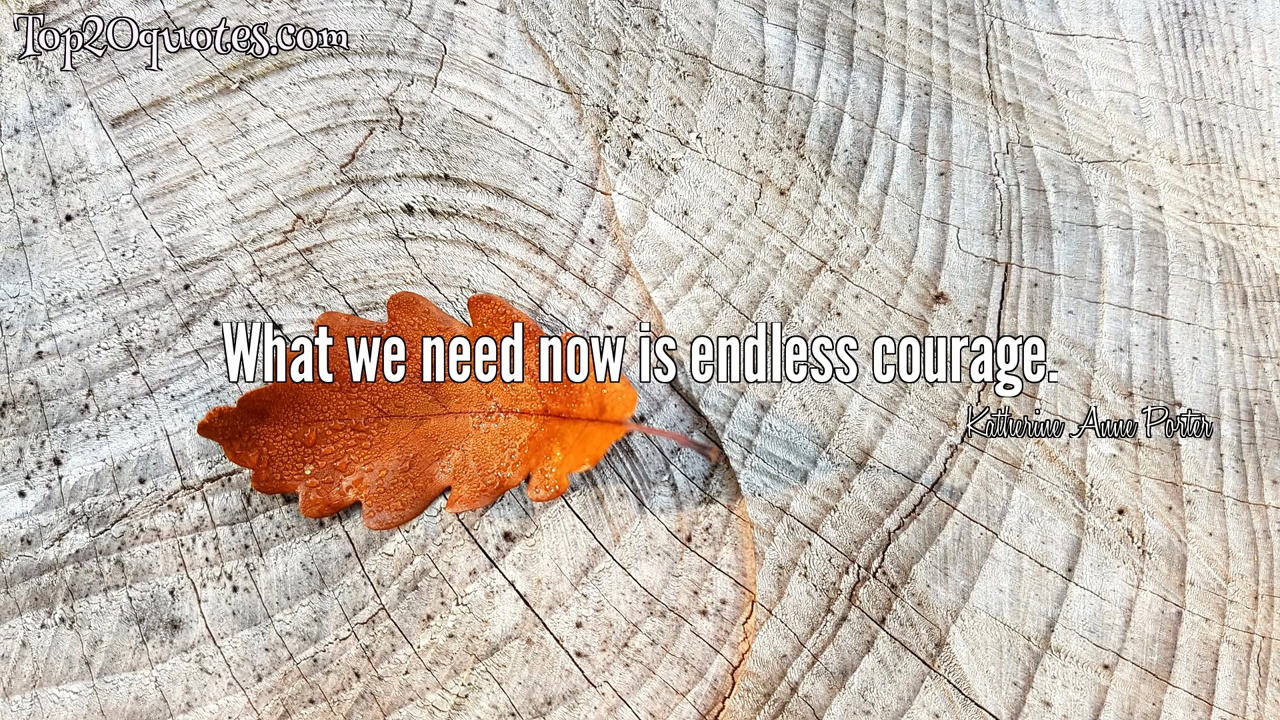 Top20quotes.com
What we need now is endless courage.
Katherine Anne Porter